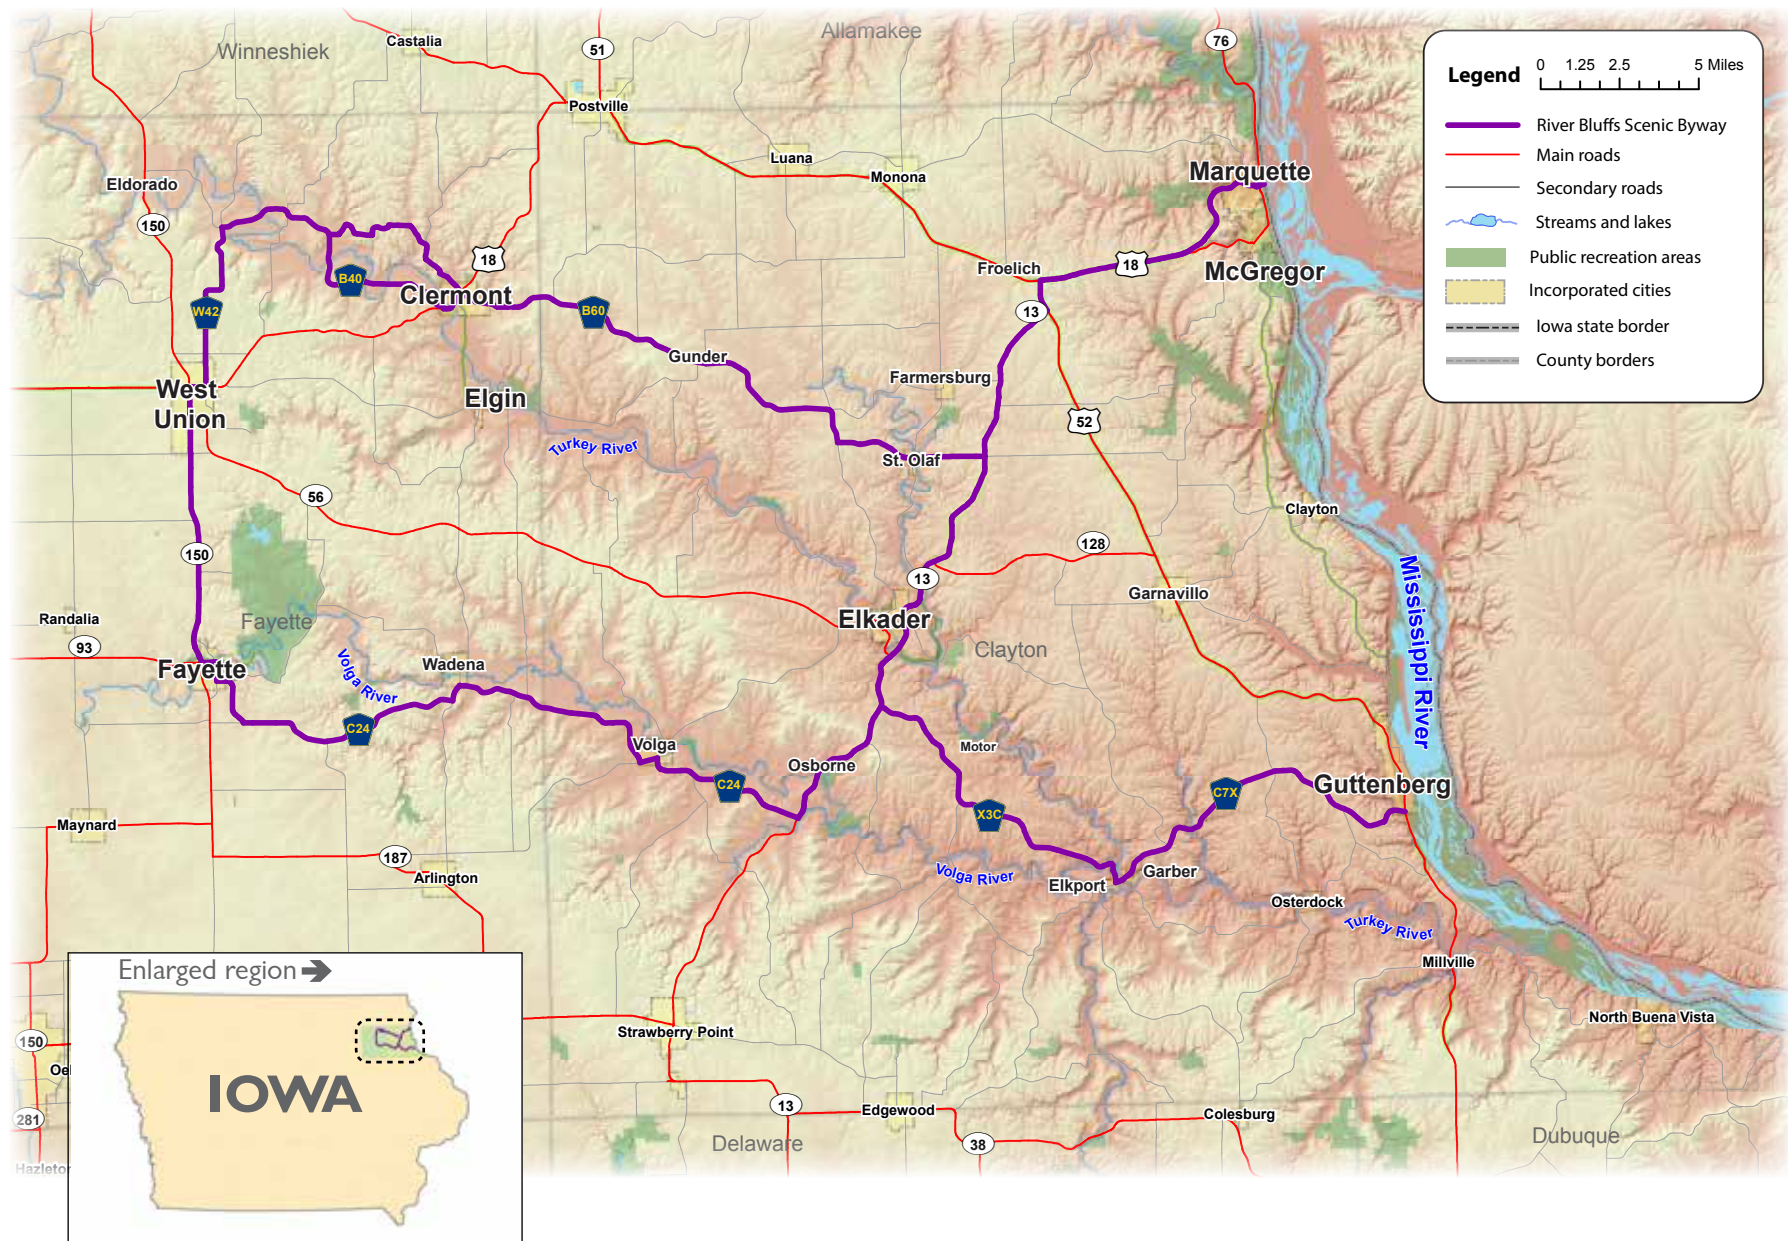 Winneshiek
Castalia
51
Allamakee
76
Postville
Luana
Monona
Marquette
Eldorado
150
18
B40
Clermont
W42
B60
Froelich
18
McGregor
13
Gunder
Farmersburg
West
Union
Elgin
52
Turkey River
St. Olaf
56
Clayton
150
128
13
Mississippi River
Garnavillo
Randalia
Fayette
Elkader
93
Fayette
Volga River
Wadena
Clayton
C24
Volga
Motor
Osborne
C24
Guttenberg
C7X
X3C
Maynard
187
Arlington
Volga River
Elkport
Garber
Osterdock
Turkey River
Millville
North Buena Vista
Strawberry Point
150
Oel
281
Hazleton
13
Edgewood
Colesburg
38
Delaware
Dubuque
Legend
0 1.25 2.5 5 Miles
River Bluffs Scenic Byway
Main roads
Secondary roads
Streams and lakes
Public recreation areas
Incorporated cities
Iowa state border
County borders
Enlarged region
IOWA